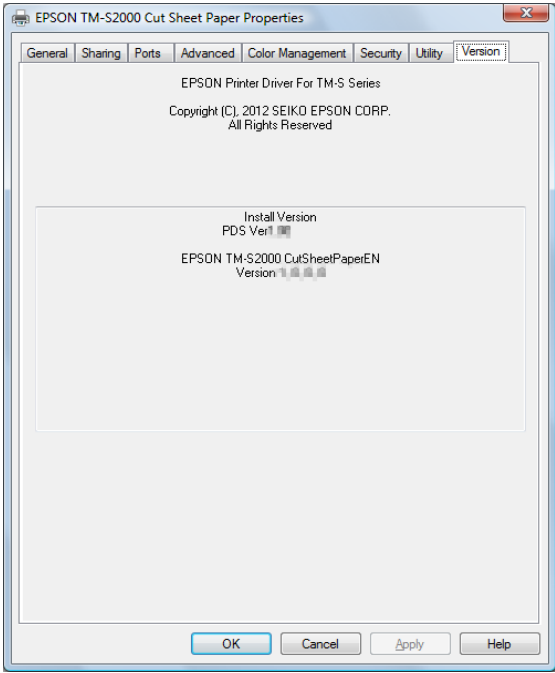 EPSON TM-S2000 Cut Sheet Paper Properties
General Sharing Ports Advanced Color Management Security Utility Version
EPSON Printer Driver For TM-S Series
Copyright (C), 2012 SEIKO EPSON CORP.
All Rights Reserved
Install Version
PDS Ver
EPSON TM-S2000 CutSheetPaperEN
Version
OK Cancel Apply Help